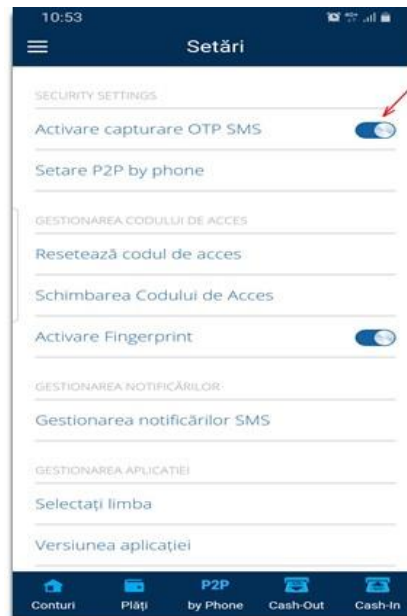 10:53
Setări
SECURITY SETTINGS
Activare capturare OTP SMS
Setare P2P by phone
GESTIONAREA CODULUI DE ACCES
Resetează codul de acces
Schimbarea Codului de Acces
Activare Fingerprint
GESTIONAREA NOTIFICĂRILOR
Gestionarea notificărilor SMS
GESTIONAREA APLICAȚIEI
Selectați limba
Versiunea aplicației
P2P
Conturi Plăți by Phone Cash-Out Cash-In